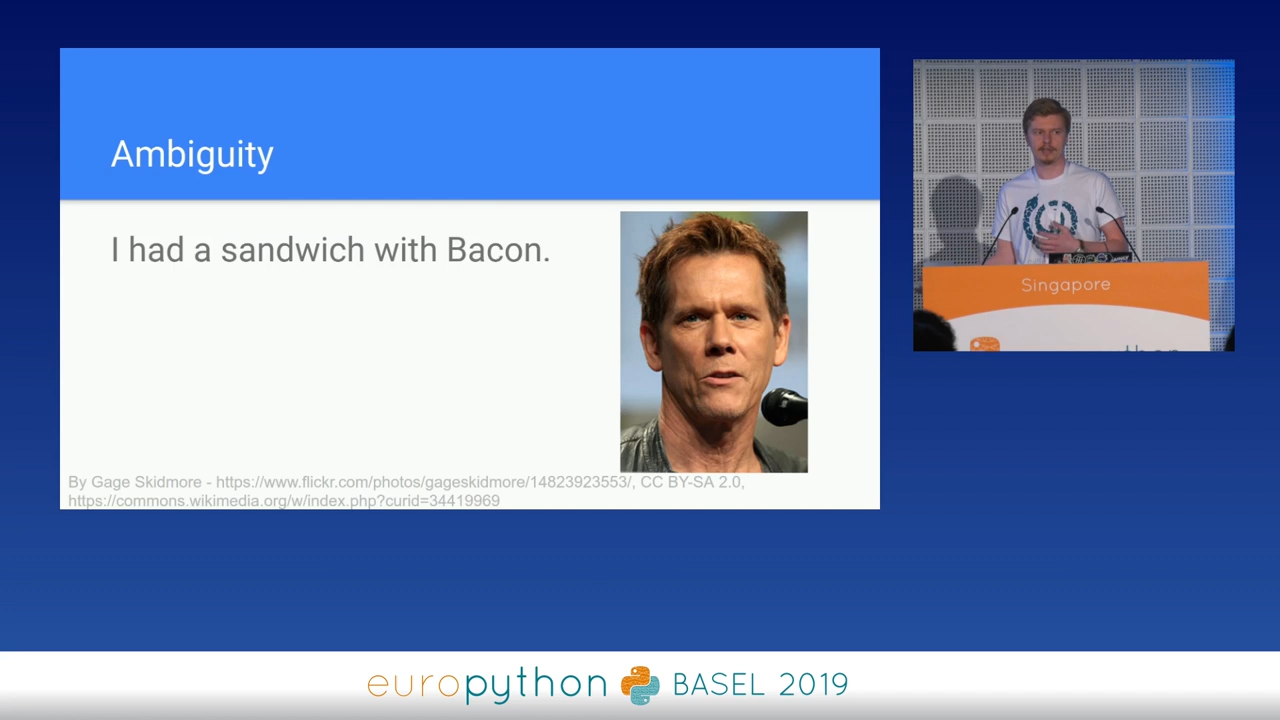 Ambiguity
I had a sandwich with Bacon.
By Gage Skidmore - https://www.flickr.com/photos/gageskidmore/14823923553/, CC BY-SA 2.0,
https://commons.wikimedia.org/w/index.php?curid=34419969
Singapore
europython BASEL 2019